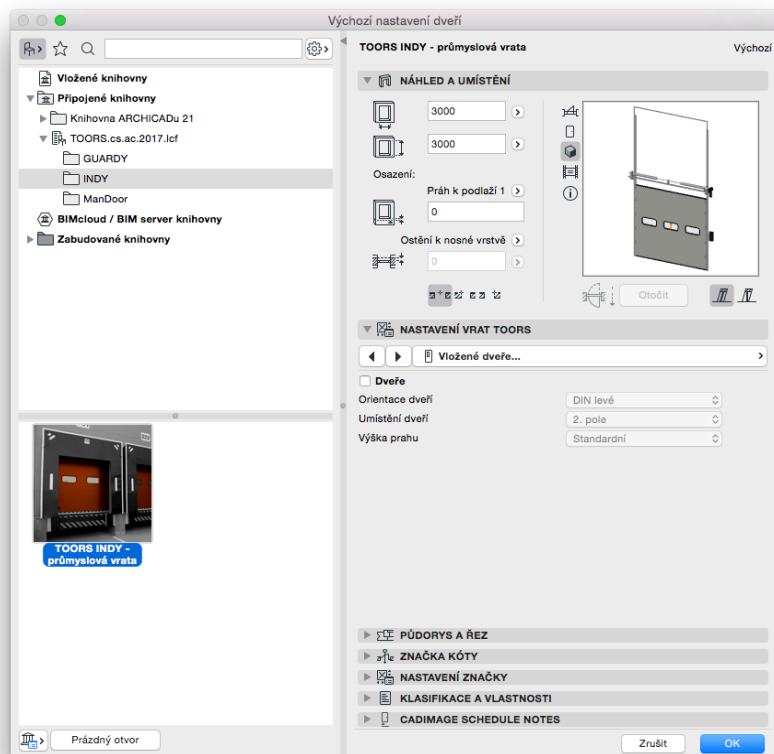 Výchozí nastavení dveří
TOORS INDY - průmyslová vrata
Výchozí
Vložené knihovny
Připojené knihovny
Knihovna ARCHICADu 21
TOORS.cs.ac.2017.lcf
GUARDY
INDY
ManDoor
BIMcloud / BIM server knihovny
Zabudované knihovny
TOORS INDY -
průmyslová vrata
Prázdný otvor
NÁHLED A UMÍSTĚNÍ
3000
3000
Osazení:
Práh k podlaží 1
0
Ostění k nosné vrstvě
0
Otočit
NASTAVENÍ VRAT TOORS
Vložené dveře...
Dveře
Orientace dveří
DIN levé
Umístění dveří
2. pole
Výška prahu
Standardní
PŮDORYS A ŘEZ
ZNAČKA KÓTY
NASTAVENÍ ZNAČKY
KLASIFIKACE A VLASTNOSTI
CADIMAGE SCHEDULE NOTES
Zrušit
OK